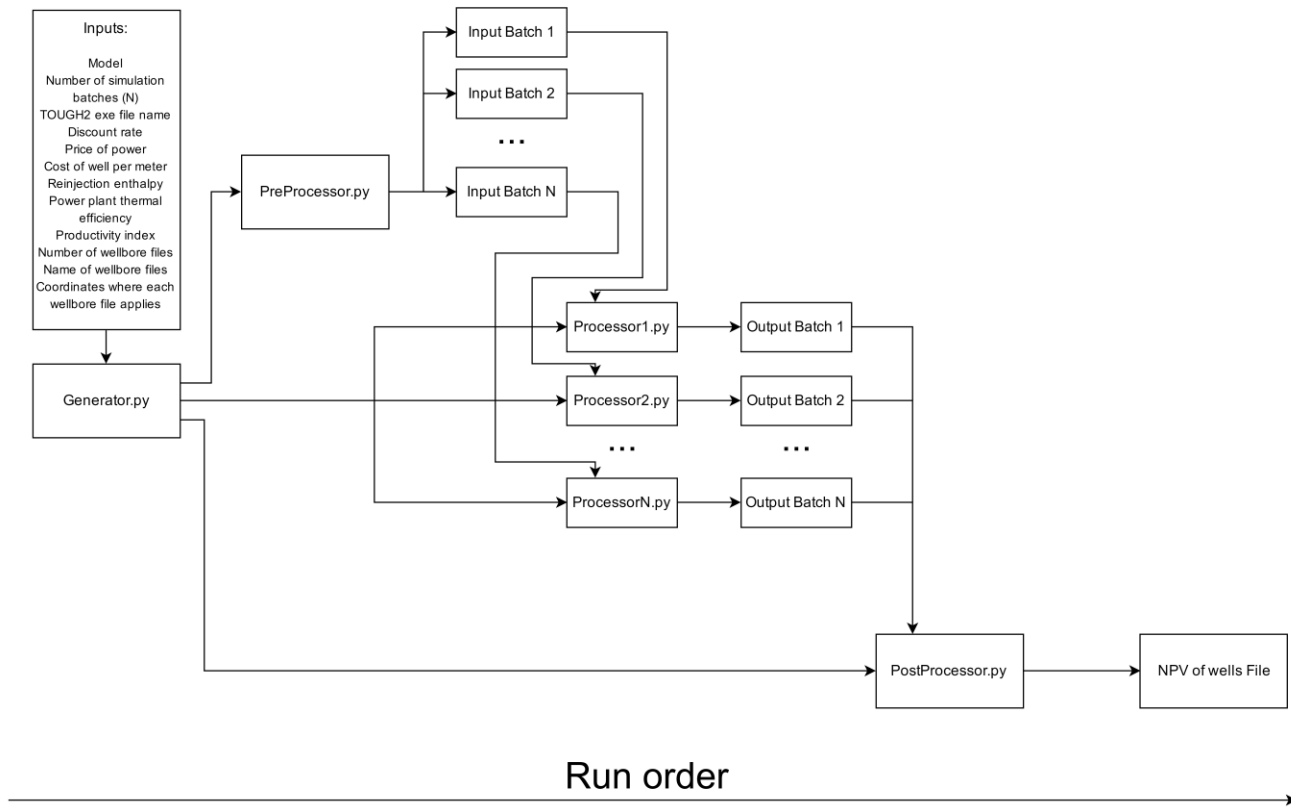 Inputs:
Model
Number of simulation
batches (N)
TOUGH2 exe file name
Discount rate
Price of power
Cost of well per meter
Reinjection enthalpy
Power plant thermal
efficiency
Productivity index
Number of wellbore files
Name of wellbore files
Coordinates where each
wellbore file applies
Generator.py
PreProcessor.py
Input Batch 1
Input Batch 2
...
Input Batch N
Processor1.py
Processor2.py
...
ProcessorN.py
Output Batch 1
Output Batch 2
...
Output Batch N
PostProcessor.py
NPV of wells File
Run order